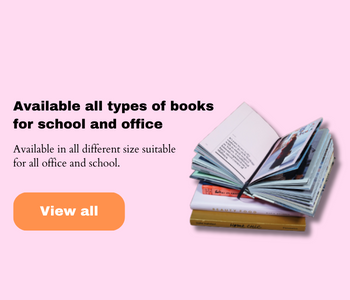 Available all types of books
for school and office
Available in all different size suitable
for all office and school.
View all